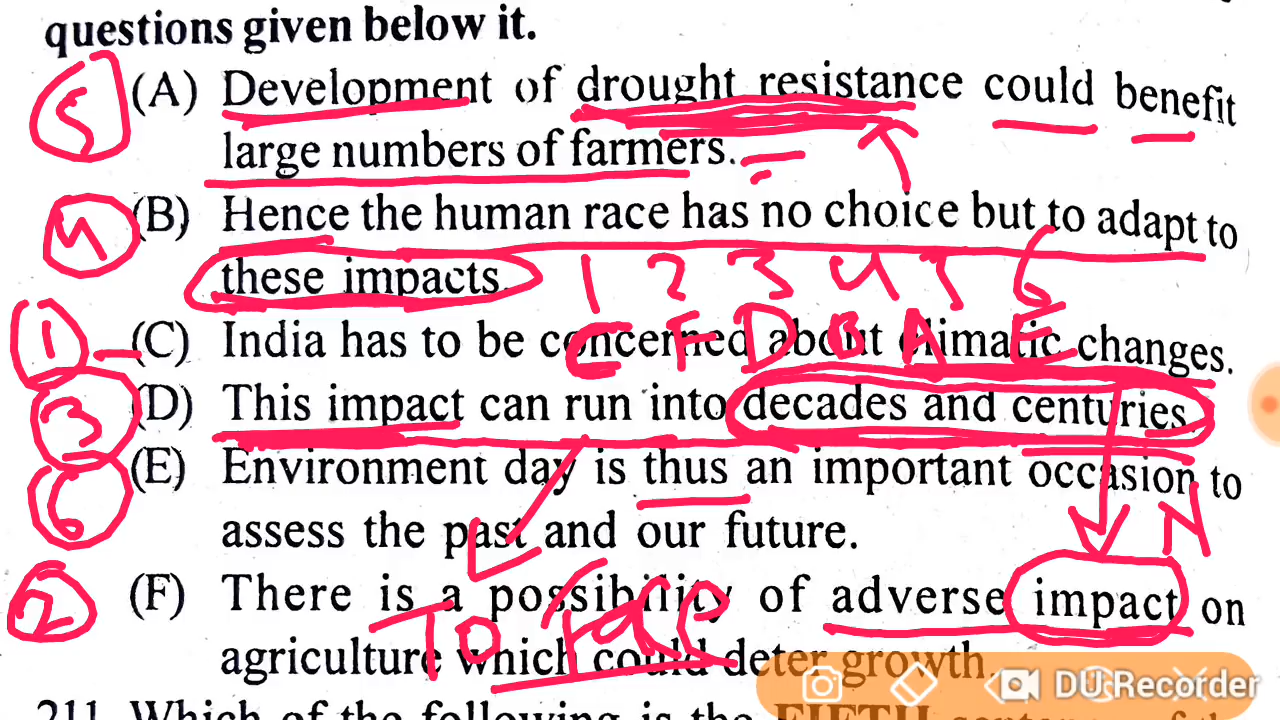 questions given below it.
(A) Development of drought resistance could benefit
large numbers of farmers.
(B) Hence the human race has no choice but to adapt to
these impacts.
(C) India has to be concerned about climatic changes.
(D) This impact can run into decades and centuries.
(E) Environment day is thus an important occasion to
assess the past and our future.
(F) There is a possibility of adverse impact on
agriculture which could deter growth.
211. Which of the following is the FIFTH sentence of the
5
4
1
3
6
2
1 2 3 4 5 6
C F D B A E
N
TO FACE
DU Recorder